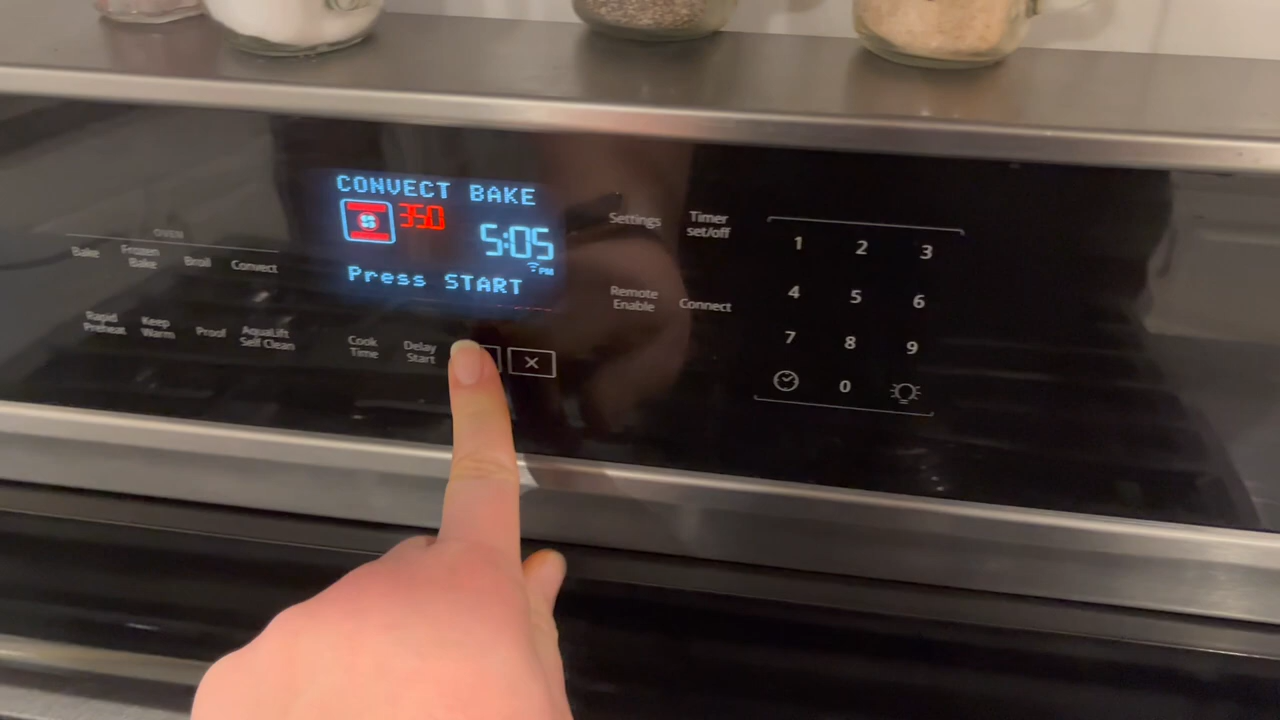 CONVECT BAKE
350
5:05
PM
Press START
OVEN
Bake
Frozen
Bake
Broil
Convect
Rapid
Preheat
Keep
Warm
Proof
AquaLift
Self Clean
Cook
Time
Delay
Start
Settings
Timer
set/off
Remote
Enable
Connect
1 2 3
4 5 6
7 8 9
0